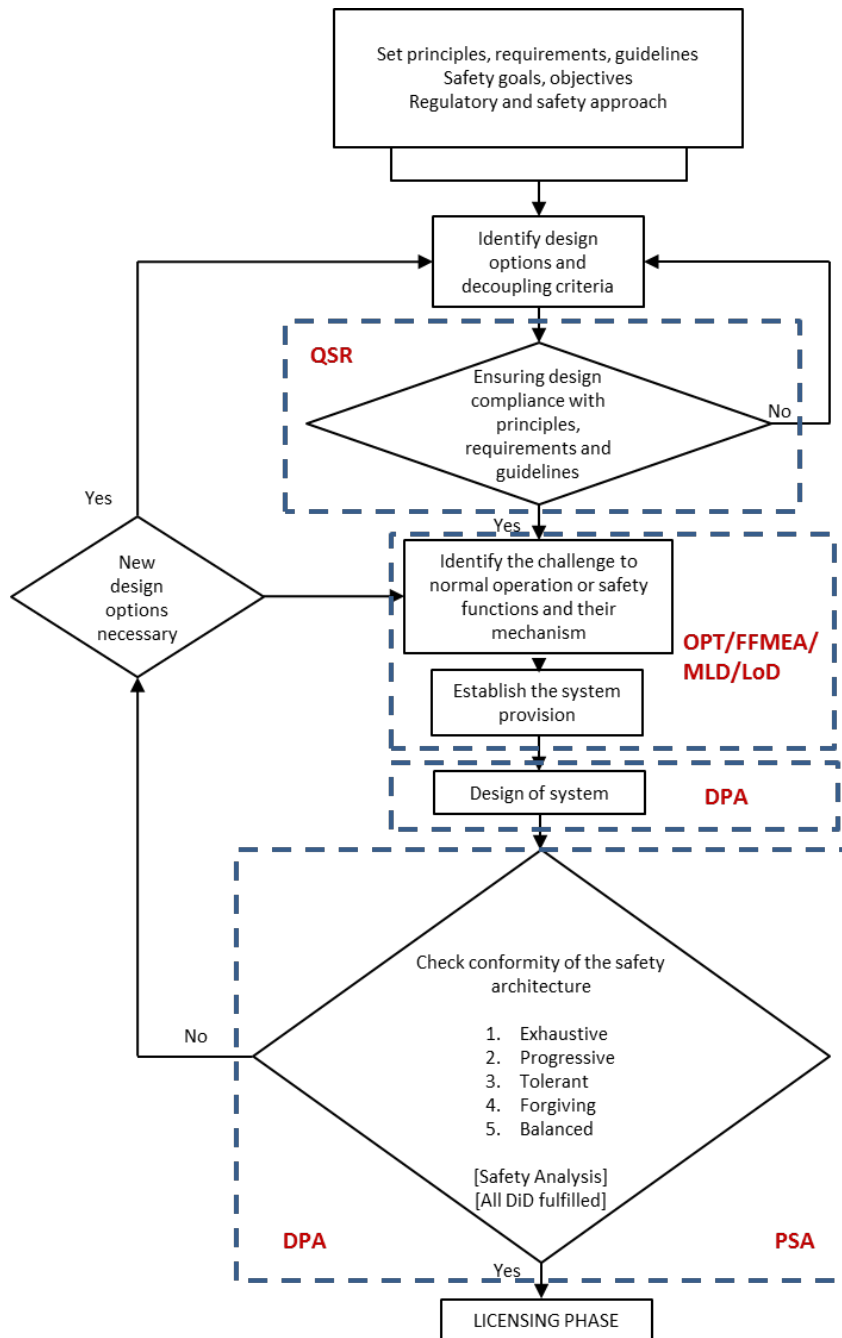 Set principles, requirements, guidelines
Safety goals, objectives
Regulatory and safety approach
Identify design
options and
decoupling criteria
QSR
Ensuring design
compliance with
principles,
requirements and
guidelines
No
Yes
Yes
New
design
options
necessary
Identify the challenge to
normal operation or safety
functions and their
mechanism
OPT/FFMEA/
MLD/LoD
Establish the system
provision
Design of system
DPA
Check conformity of the safety
architecture
1. Exhaustive
2. Progressive
3. Tolerant
4. Forgiving
5. Balanced
[Safety Analysis]
[All DiD fulfilled]
No
DPA
PSA
Yes
LICENSING PHASE